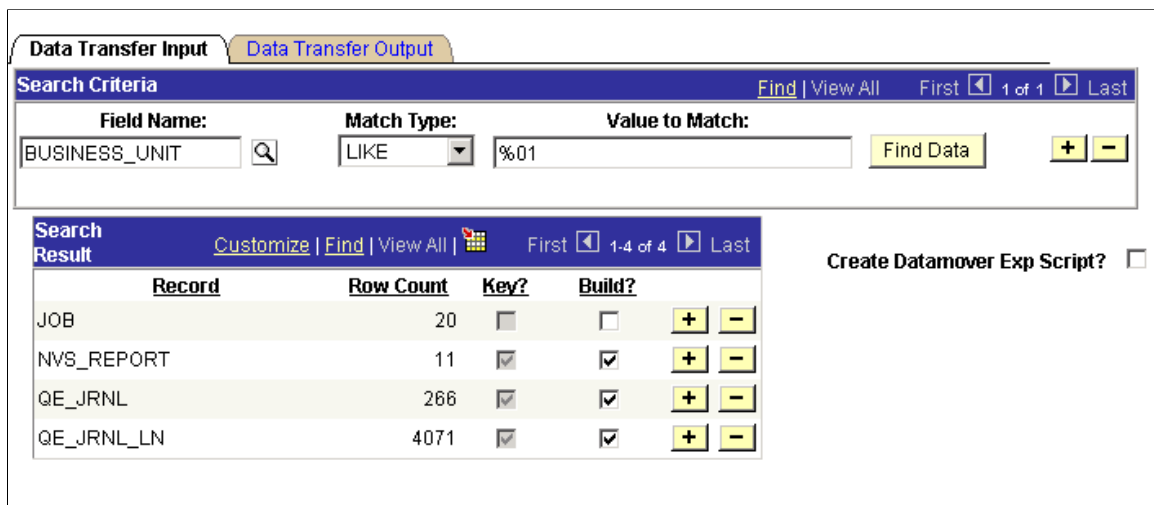 Data Transfer Input Data Transfer Output
Search Criteria Find | View All First 1 of 1 Last
Field Name: Match Type: Value to Match:
BUSINESS_UNIT LIKE %01 Find Data + −
Search Result Customize | Find | View All | First 1-4 of 4 Last
Create Datamover Exp Script?
Record Row Count Key? Build?
JOB 20 + −
NVS_REPORT 11 + −
QE_JRNL 266 + −
QE_JRNL_LN 4071 + −